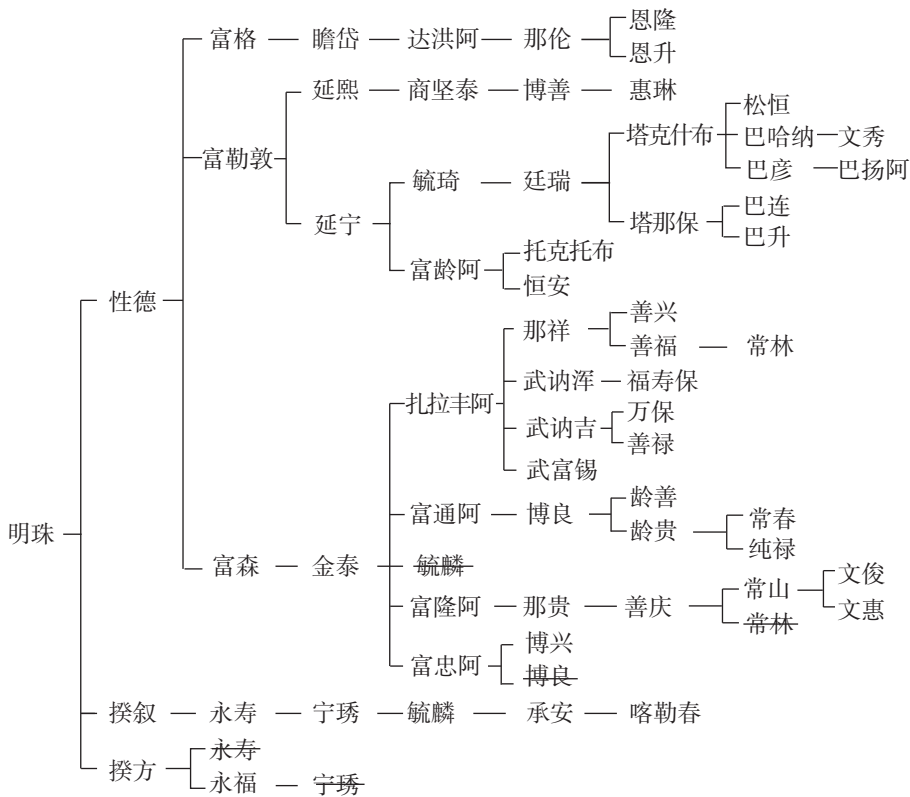 富格 瞻岱 达洪阿 那伦 恩隆
恩升
延熙 商坚泰 博善 惠琳
松恒
塔克什布 巴哈纳 文秀
富勒敦
巴彦 巴扬阿
毓琦 廷瑞
巴连
延宁 塔那保
巴升
托克托布
富龄阿
恒安
性德
善兴
那祥
善福 常林
武讷浑 福寿保
扎拉丰阿
万保
武讷吉
善禄
武富锡
龄善
富通阿 博良
龄贵 常春
明珠
纯禄
富森 金泰 毓麟
文俊
常山
富隆阿 那贵 善庆 文惠
常林
博兴
富忠阿
博良
揆叙 永寿 宁琇 毓麟 承安 喀勒春
永寿
揆方
永福 宁琇